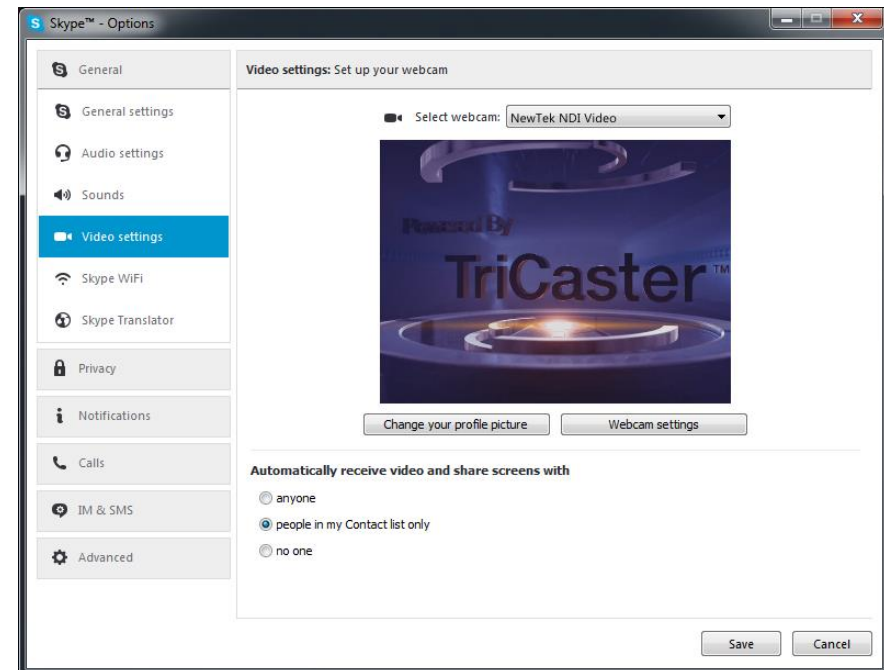 Skype™ - Options
General
General settings
Audio settings
Sounds
Video settings
Skype WiFi
Skype Translator
Privacy
Notifications
Calls
IM & SMS
Advanced
Video settings: Set up your webcam
Select webcam: NewTek NDI Video
Powered By
TriCaster™
Change your profile picture Webcam settings
Automatically receive video and share screens with
anyone
people in my Contact list only
no one
Save Cancel